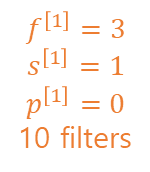 f^[1] = 3
s^[1] = 1
p^[1] = 0
10 filters